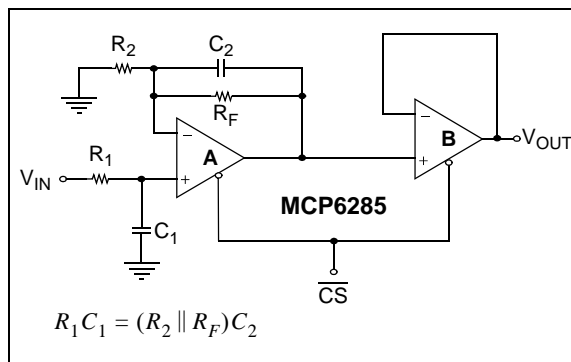 R2
C2
RF
R1
VIN
C1
A
−
+
B
−
+
VOUT
MCP6285
CS
R1C1 = (R2 || RF)C2